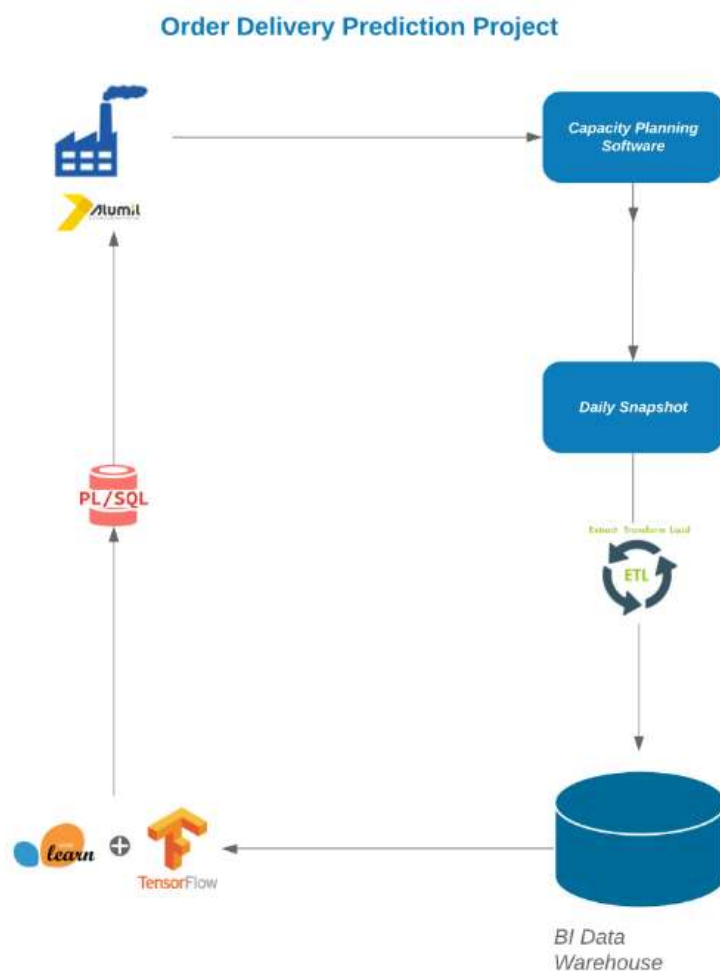 Order Delivery Prediction Project
Capacity Planning
Software
Alumil
Daily Snapshot
PL/SQL
Extract Transform Load
ETL
learn
TensorFlow
BI Data
Warehouse